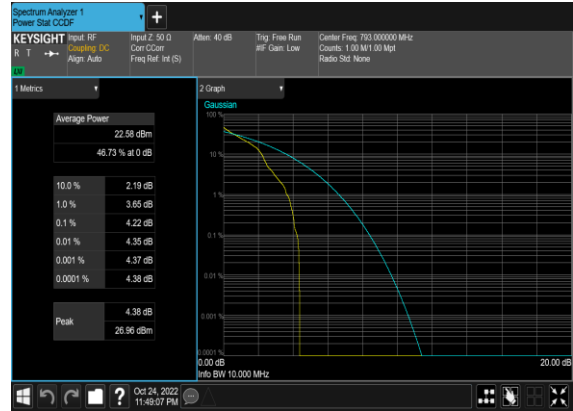 Spectrum Analyzer 1
Power Stat CCDF
KEYSIGHT
R T
LXI
Input: RF
Coupling: DC
Align: Auto
Input Z: 50 Ω
Corr CCorr
Freq Ref: Int (S)
Atten: 40 dB
Trig: Free Run
#IF Gain: Low
Center Freq: 793.000000 MHz
Counts: 1.00 M/1.00 Mpt
Radio Std: None
1 Metrics
Average Power
22.58 dBm
46.73 % at 0 dB
10.0 % 2.19 dB
1.0 % 3.65 dB
0.1 % 4.22 dB
0.01 % 4.35 dB
0.001 % 4.37 dB
0.0001 % 4.38 dB
Peak 4.38 dB
26.96 dBm
2 Graph
Gaussian
100 %
10 %
1 %
0.1 %
0.01 %
0.001 %
0.0001 %
0.00 dB 20.00 dB
Info BW 10.000 MHz
?
Oct 24, 2022
11:49:07 PM